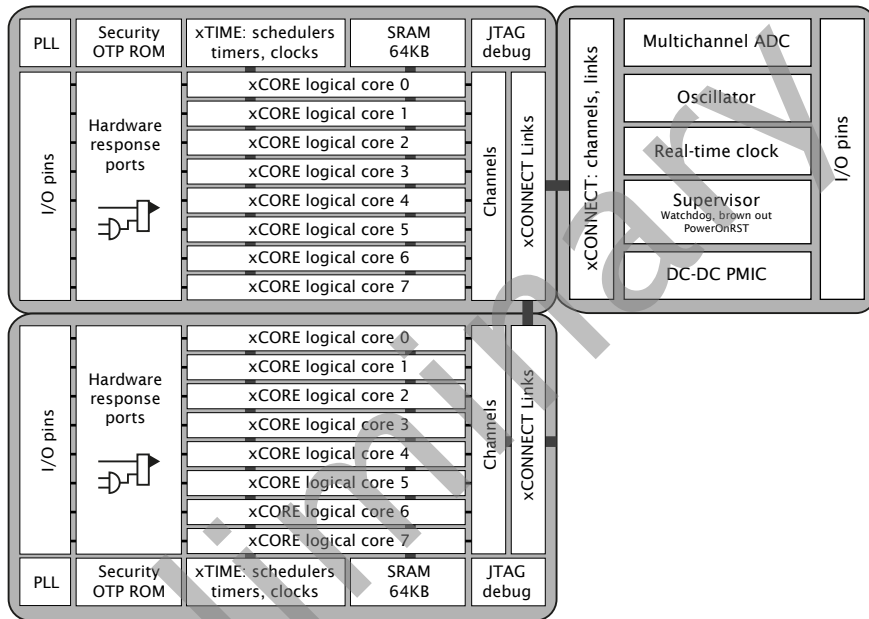 PLL
Security
OTP ROM
xTIME: schedulers
timers, clocks
SRAM
64KB
JTAG
debug
I/O pins
Hardware
response
ports
xCORE logical core 0
xCORE logical core 1
xCORE logical core 2
xCORE logical core 3
xCORE logical core 4
xCORE logical core 5
xCORE logical core 6
xCORE logical core 7
Channels
xCONNECT Links
xCONNECT: channels, links
Multichannel ADC
Oscillator
Real-time clock
Supervisor
Watchdog, brown out
PowerOnRST
DC-DC PMIC
I/O pins
I/O pins
Hardware
response
ports
xCORE logical core 0
xCORE logical core 1
xCORE logical core 2
xCORE logical core 3
xCORE logical core 4
xCORE logical core 5
xCORE logical core 6
xCORE logical core 7
Channels
xCONNECT Links
PLL
Security
OTP ROM
xTIME: schedulers
timers, clocks
SRAM
64KB
JTAG
debug
liminary